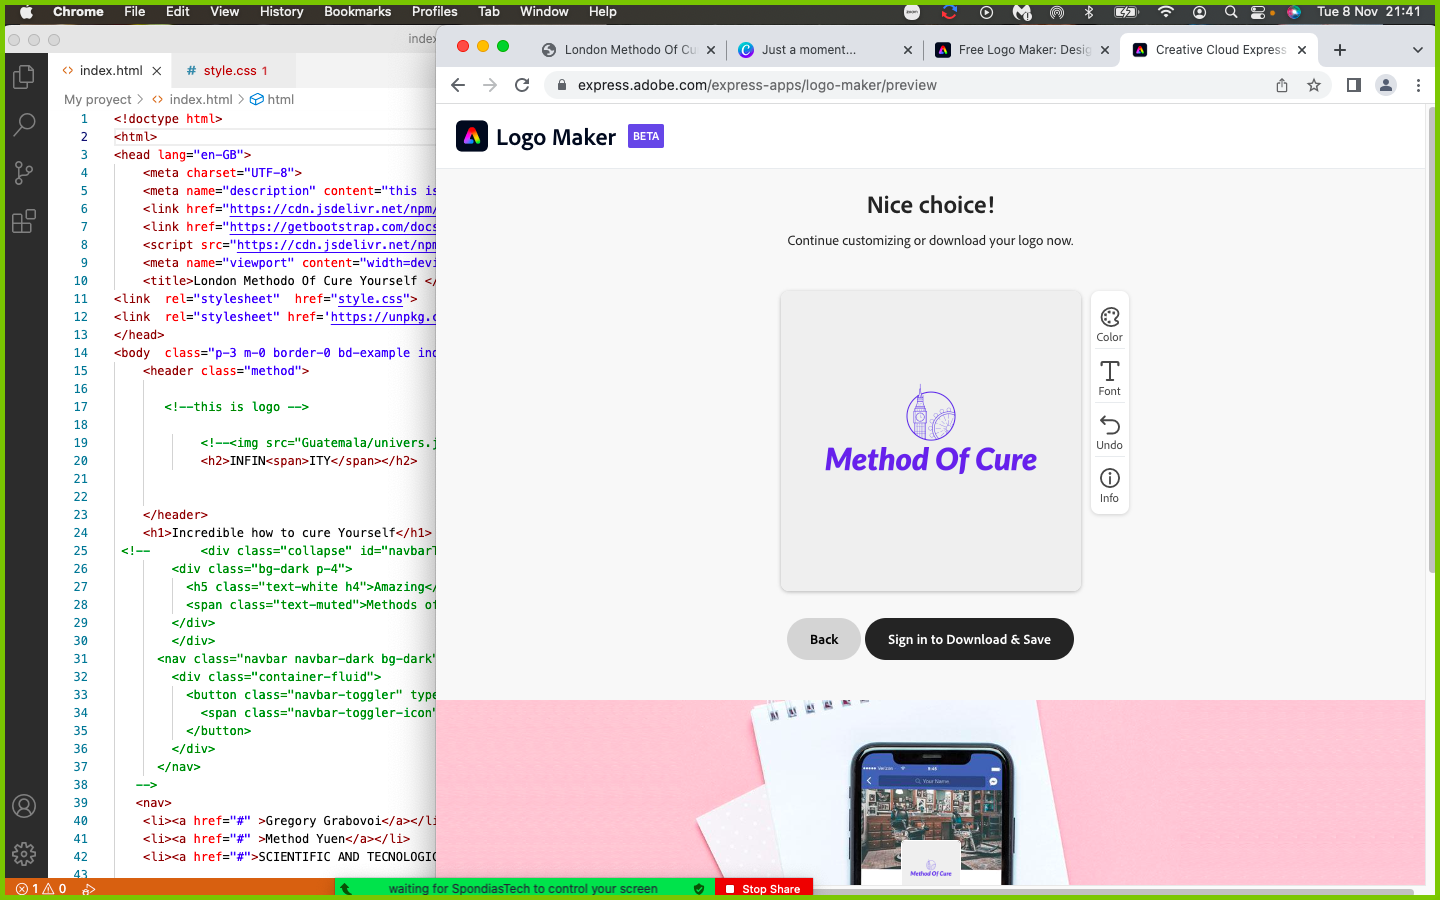 Chrome File Edit View History Bookmarks Profiles Tab Window Help
Tue 8 Nov 21:41
index.html
style.css 1
My proyect > index.html > html
1 <!doctype html>
2 <html>
3 <head lang="en-GB">
4 <meta charset="UTF-8">
5 <meta name="description" content="this is
6 <link href="https://cdn.jsdelivr.net/npm/
7 <link href="https://getbootstrap.com/docs
8 <script src="https://cdn.jsdelivr.net/npm
9 <meta name="viewport" content="width=devi
10 <title>London Methodo Of Cure Yourself </
11 <link rel="stylesheet" href="style.css">
12 <link rel="stylesheet" href='https://unpkg.c
13 </head>
14 <body class="p-3 m-0 border-0 bd-example
15 <header class="method">
16
17 <!--this is logo -->
18
19 <!--<img src="Guatemala/univers.j
20 <h2>INFIN<span>ITY</span></h2>
21
22
23 </header>
24 <h1>Incredible how to cure Yourself</h1>
25 <!-- <div class="collapse" id="navbarT
26 <div class="bg-dark p-4">
27 <h5 class="text-white h4">Amazing</
28 <span class="text-muted">Methods of
29 </div>
30 </div>
31 <nav class="navbar navbar-dark bg-dark"
32 <div class="container-fluid">
33 <button class="navbar-toggler" type
34 <span class="navbar-toggler-icon"
35 </button>
36 </div>
37 </nav>
38 -->
39 <nav>
40 <li><a href="#" >Gregory Grabovoi</a></li
41 <li><a href="#" >Method Yuen</a></li>
42 <li><a href="#">SCIENTIFIC AND TECNOLOGIC
43
1 0
London Methodo Of Cu
Just a moment...
Free Logo Maker: Desig
Creative Cloud Express
express.adobe.com/express-apps/logo-maker/preview
Logo Maker BETA
Nice choice!
Continue customizing or download your logo now.
Method Of Cure
Color
Font
Undo
Info
Back
Sign in to Download & Save
Verizon
9:45
Your Name
Method Of Cure
waiting for SpondiasTech to control your screen
Stop Share